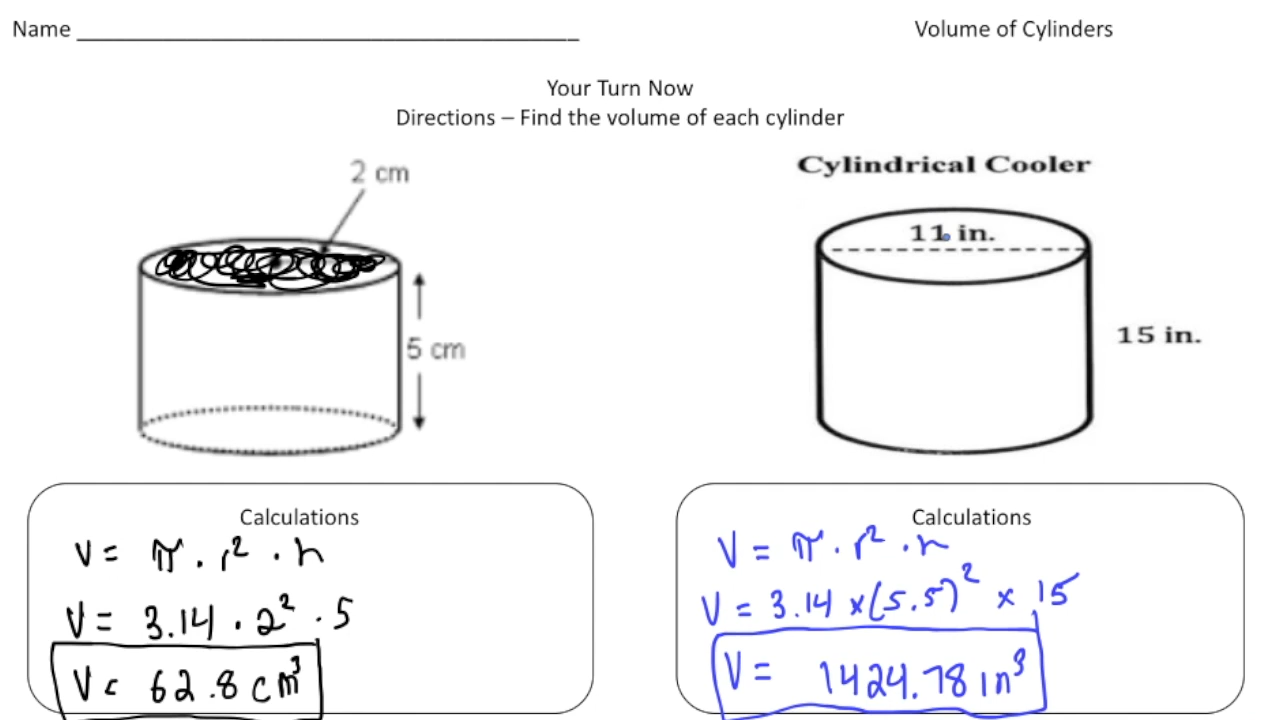 Name ________________________________________ Volume of Cylinders
Your Turn Now
Directions – Find the volume of each cylinder
2 cm
5 cm
Cylindrical Cooler
11 in.
15 in.
Calculations
V = π . r² . h
V = 3.14 . 2² . 5
V = 62.8 cm³
Calculations
V = π . r² . h
V = 3.14 x (5.5)² x 15
V = 1424.78 in³